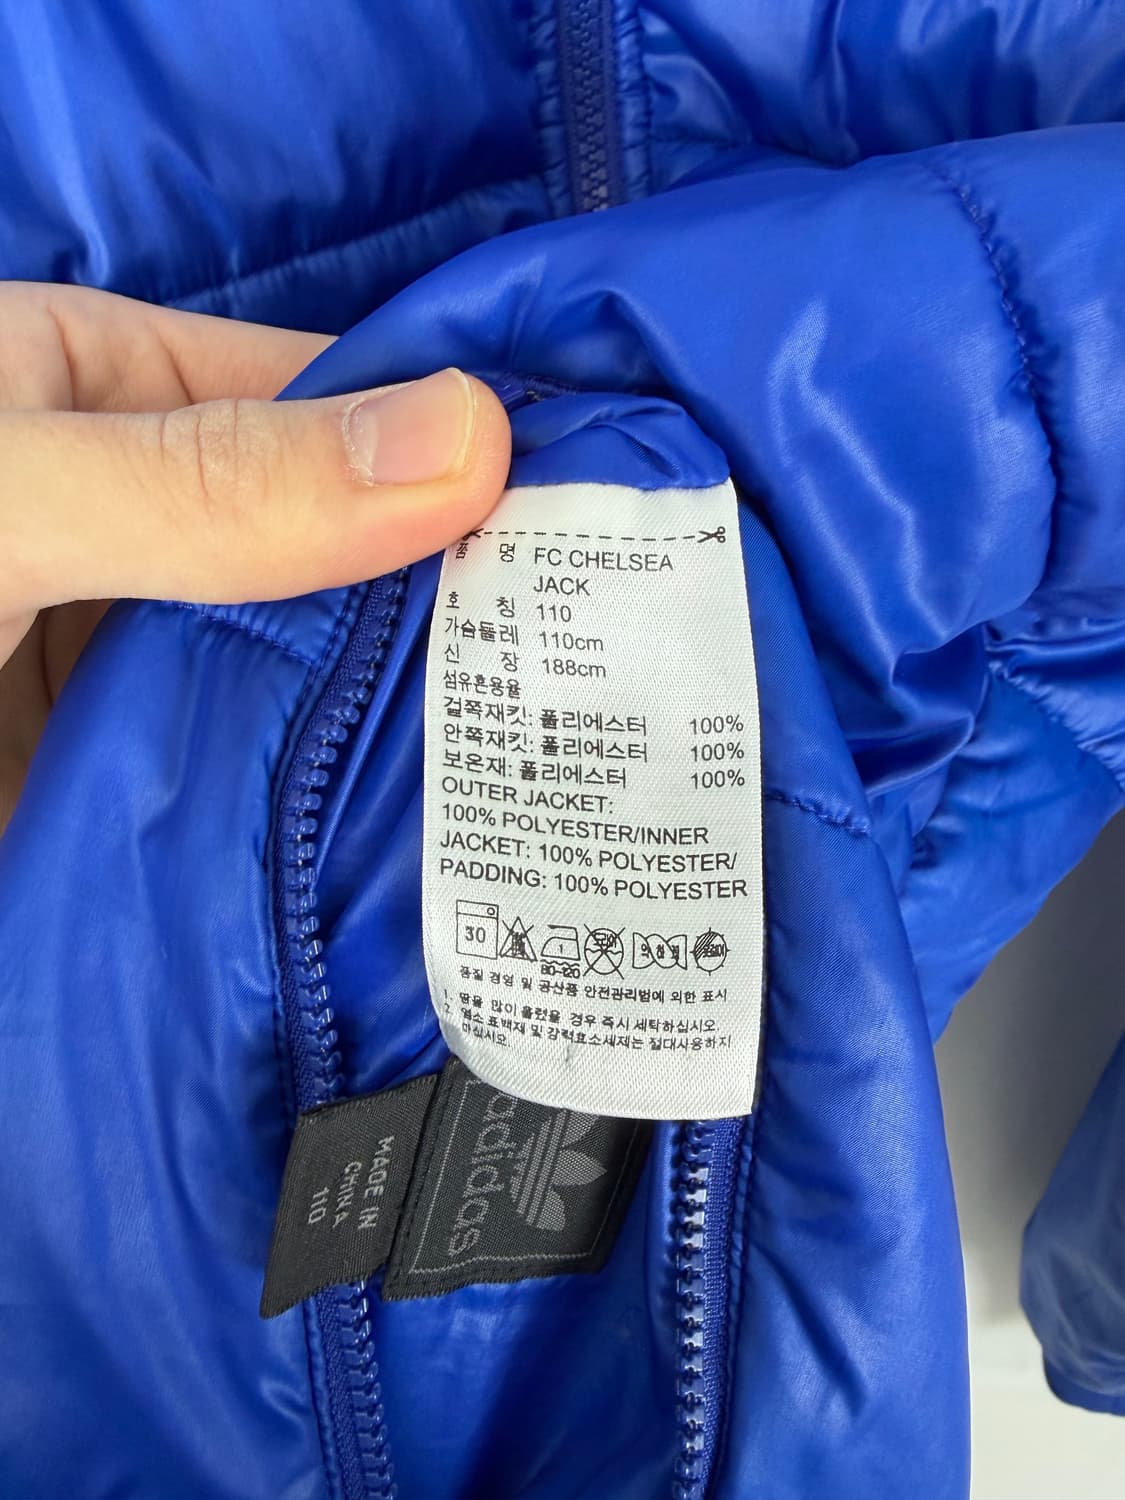 명 FC CHELSEA
JACK
호 칭 110
가슴둘레 110cm
신 장 188cm
섬유혼용율
겉쪽재킷: 폴리에스터 100%
안쪽재킷: 폴리에스터 100%
보온재: 폴리에스터 100%
OUTER JACKET:
100% POLYESTER/INNER
JACKET: 100% POLYESTER/
PADDING: 100% POLYESTER
30
1
80-120
품질 경영 및 공산품 안전관리법에 의한 표시
1. 땀을 많이 흘렸을 경우 즉시 세탁하십시오.
2. 염소 표백제 및 강력효소세제는 절대사용하지
마십시오.
MADE IN
CHINA
110
adidas